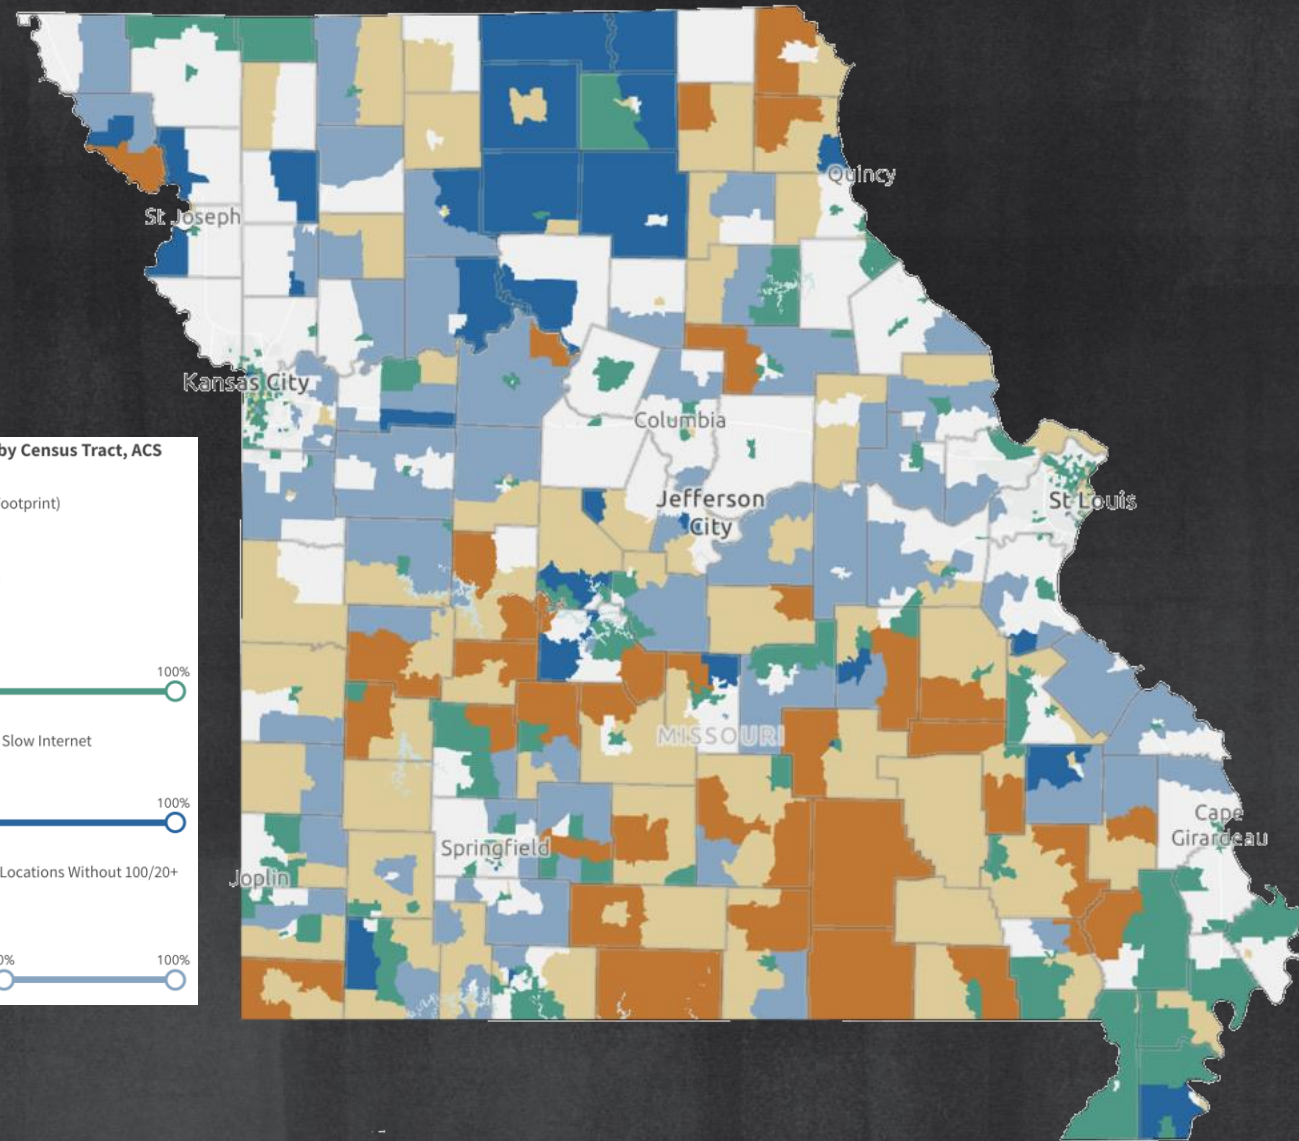 Quincy
St Joseph
Kansas City
Columbia
Jefferson
City
St Louis
MISSOURI
Cape
Girardeau
Springfield
Joplin
by Census Tract, ACS
ootprint)
100%
Slow Internet
100%
Locations Without 100/20+
0%
100%